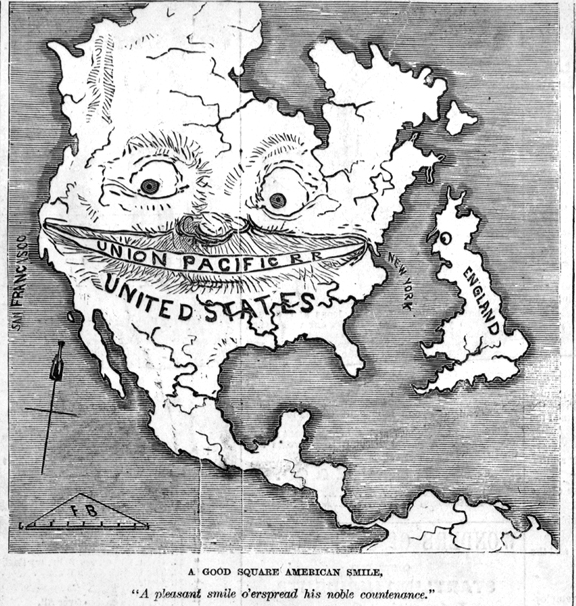 UNION PACIFIC R R
UNITED STATES
SAN FRANCISCO
NEW YORK
ENGLAND
F B
A GOOD SQUARE AMERICAN SMILE,
"A pleasant smile o'erspread his noble countenance."